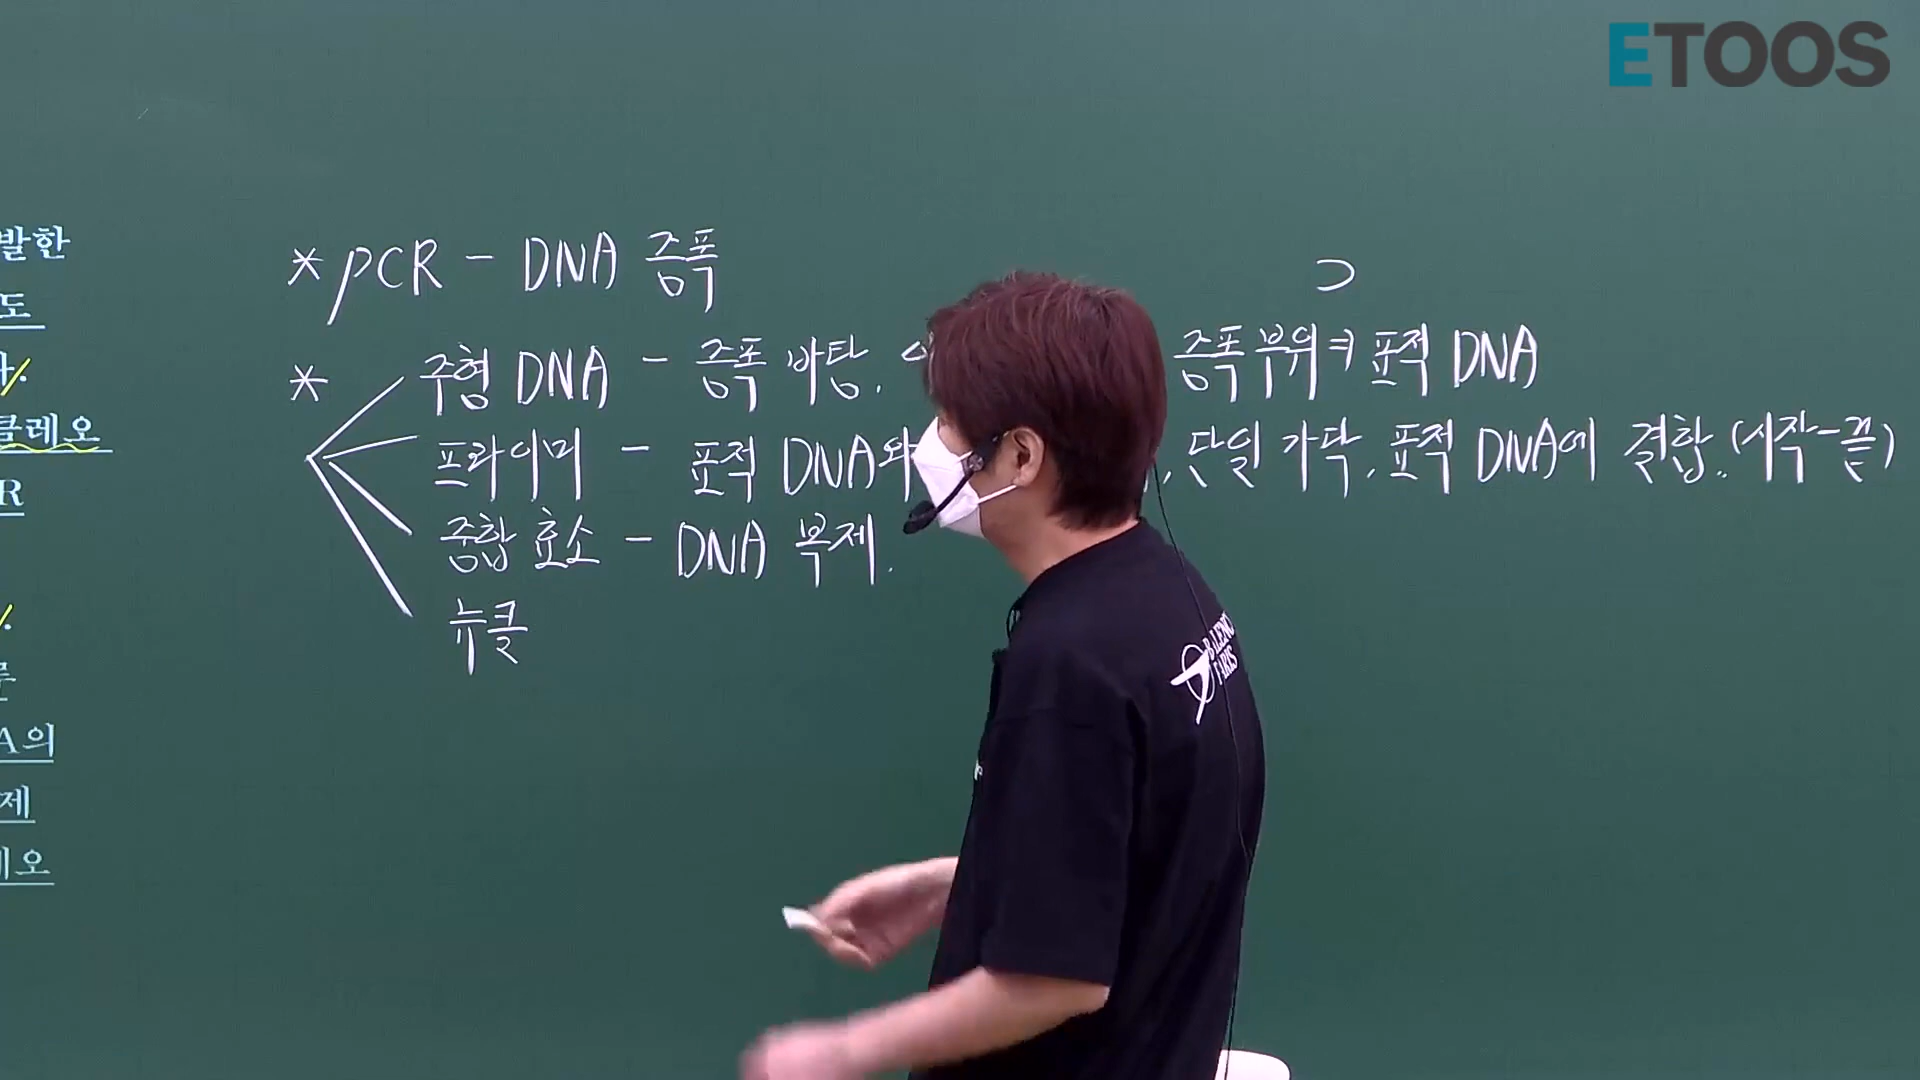 ETOOS
발한
도
클레오
R
A의
제
레오
*PCR - DNA 증폭
* 주형 DNA - 증폭 바탕, 증폭 부위 표적 DNA
프라이머 - 표적 DNA와 , 단일 가닥, 표적 DNA에 결합. (시작-끝)
중합 효소 - DNA 복제.
뉴클
PARIS